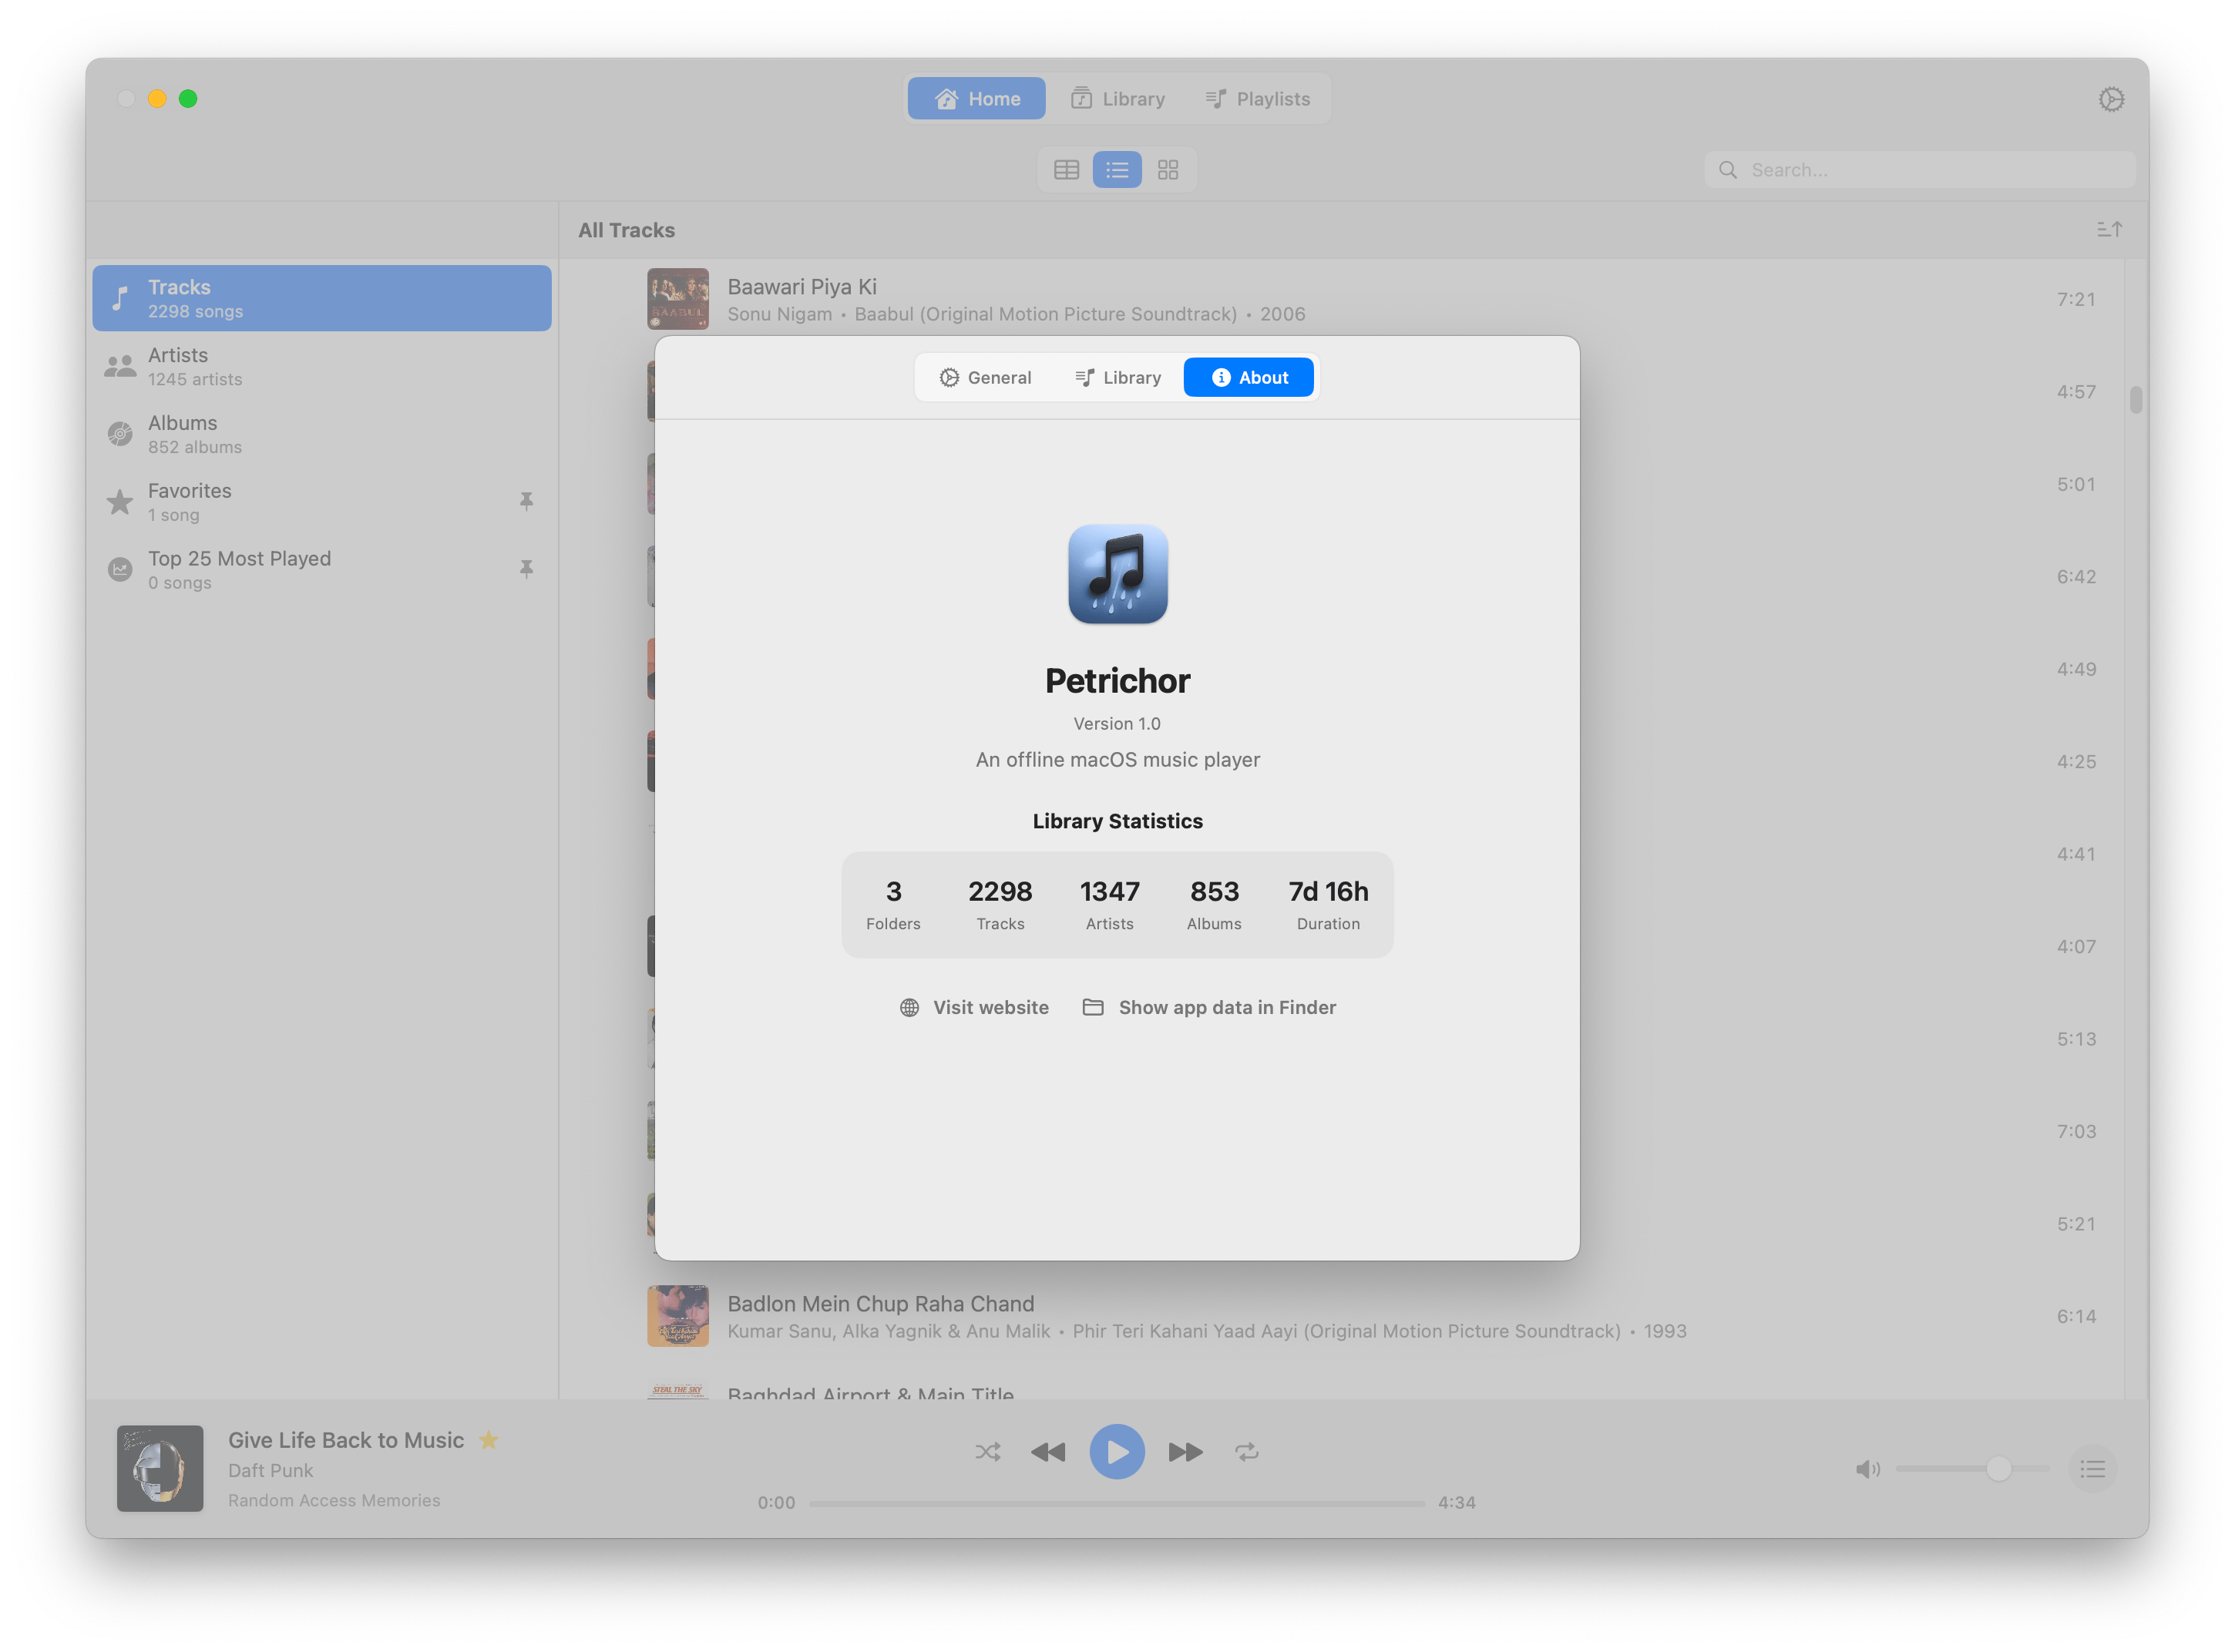 Home
Library
Playlists
Search...
All Tracks
Tracks
2298 songs
Artists
1245 artists
Albums
852 albums
Favorites
1 song
Top 25 Most Played
0 songs
Baawari Piya Ki
Sonu Nigam • Baabul (Original Motion Picture Soundtrack) • 2006
7:21
4:57
5:01
6:42
4:49
4:25
4:41
4:07
5:13
7:03
5:21
General
Library
About
Petrichor
Version 1.0
An offline macOS music player
Library Statistics
3 2298 1347 853 7d 16h
Folders Tracks Artists Albums Duration
Visit website
Show app data in Finder
BAABUL
Badlon Mein Chup Raha Chand
Kumar Sanu, Alka Yagnik & Anu Malik • Phir Teri Kahani Yaad Aayi (Original Motion Picture Soundtrack) • 1993
6:14
STEAL THE SKY
Baghdad Airport & Main Title
Give Life Back to Music
Daft Punk
Random Access Memories
0:00
4:34